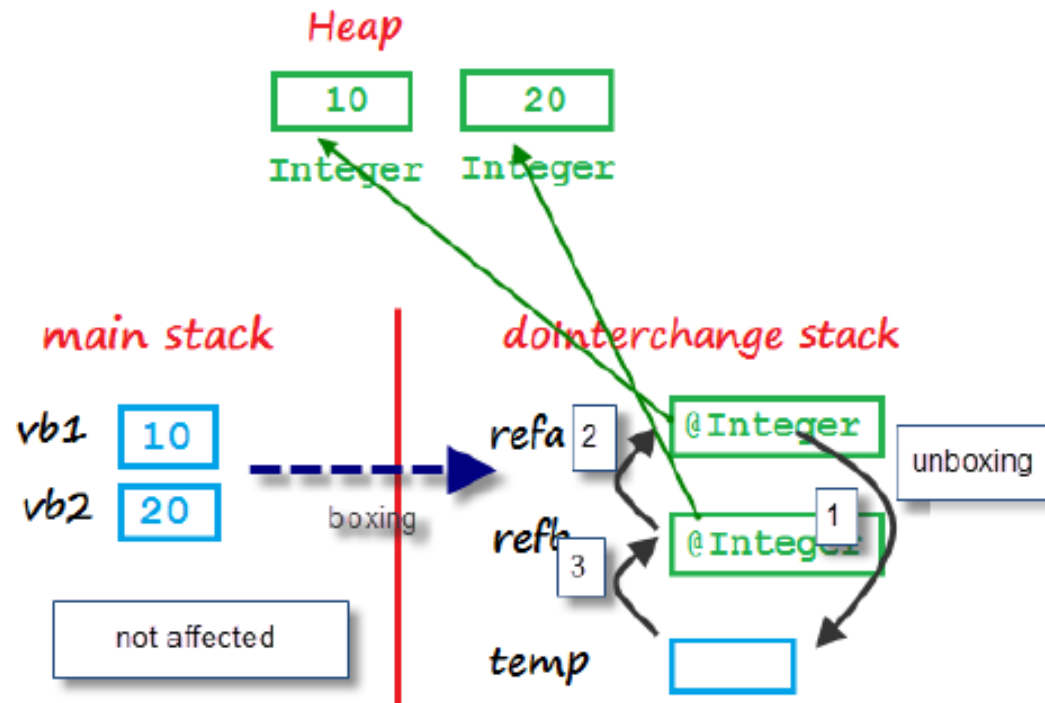 Heap
10 20
Integer Integer
main stack doInterchange stack
vb1 10 refa 2 @Integer
unboxing
vb2 20 boxing refb 1 @Integer
3
not affected
temp